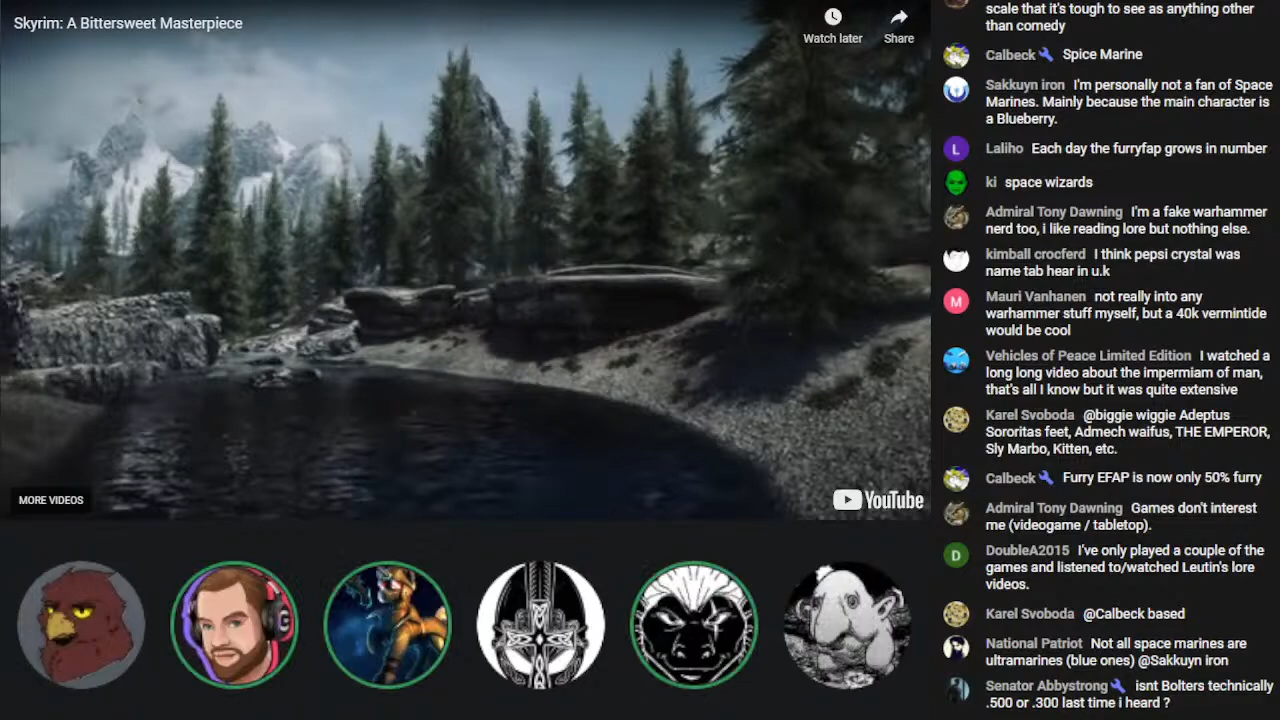 Skyrim: A Bittersweet Masterpiece
Watch later
Share
MORE VIDEOS
YouTube
scale that it's tough to see as anything other
than comedy
Calbeck Spice Marine
Sakkuyn iron I'm personally not a fan of Space
Marines. Mainly because the main character is
a Blueberry.
L
Laliho Each day the furryfap grows in number
ki space wizards
Admiral Tony Dawning I'm a fake warhammer
nerd too, i like reading lore but nothing else.
kimball crocferd I think pepsi crystal was
name tab hear in u.k
M
Mauri Vanhanen not really into any
warhammer stuff myself, but a 40k vermintide
would be cool
Vehicles of Peace Limited Edition I watched a
long long video about the impermiam of man,
that's all I know but it was quite extensive
Karel Svoboda @biggie wiggie Adeptus
Sororitas feet, Admech waifus, THE EMPEROR,
Sly Marbo, Kitten, etc.
Calbeck Furry EFAP is now only 50% furry
Admiral Tony Dawning Games don't interest
me (videogame / tabletop).
D
DoubleA2015 I've only played a couple of the
games and listened to/watched Leutin's lore
videos.
Karel Svoboda @Calbeck based
National Patriot Not all space marines are
ultramarines (blue ones) @Sakkuyn iron
Senator Abbystrong isnt Bolters technically
.500 or .300 last time i heard ?